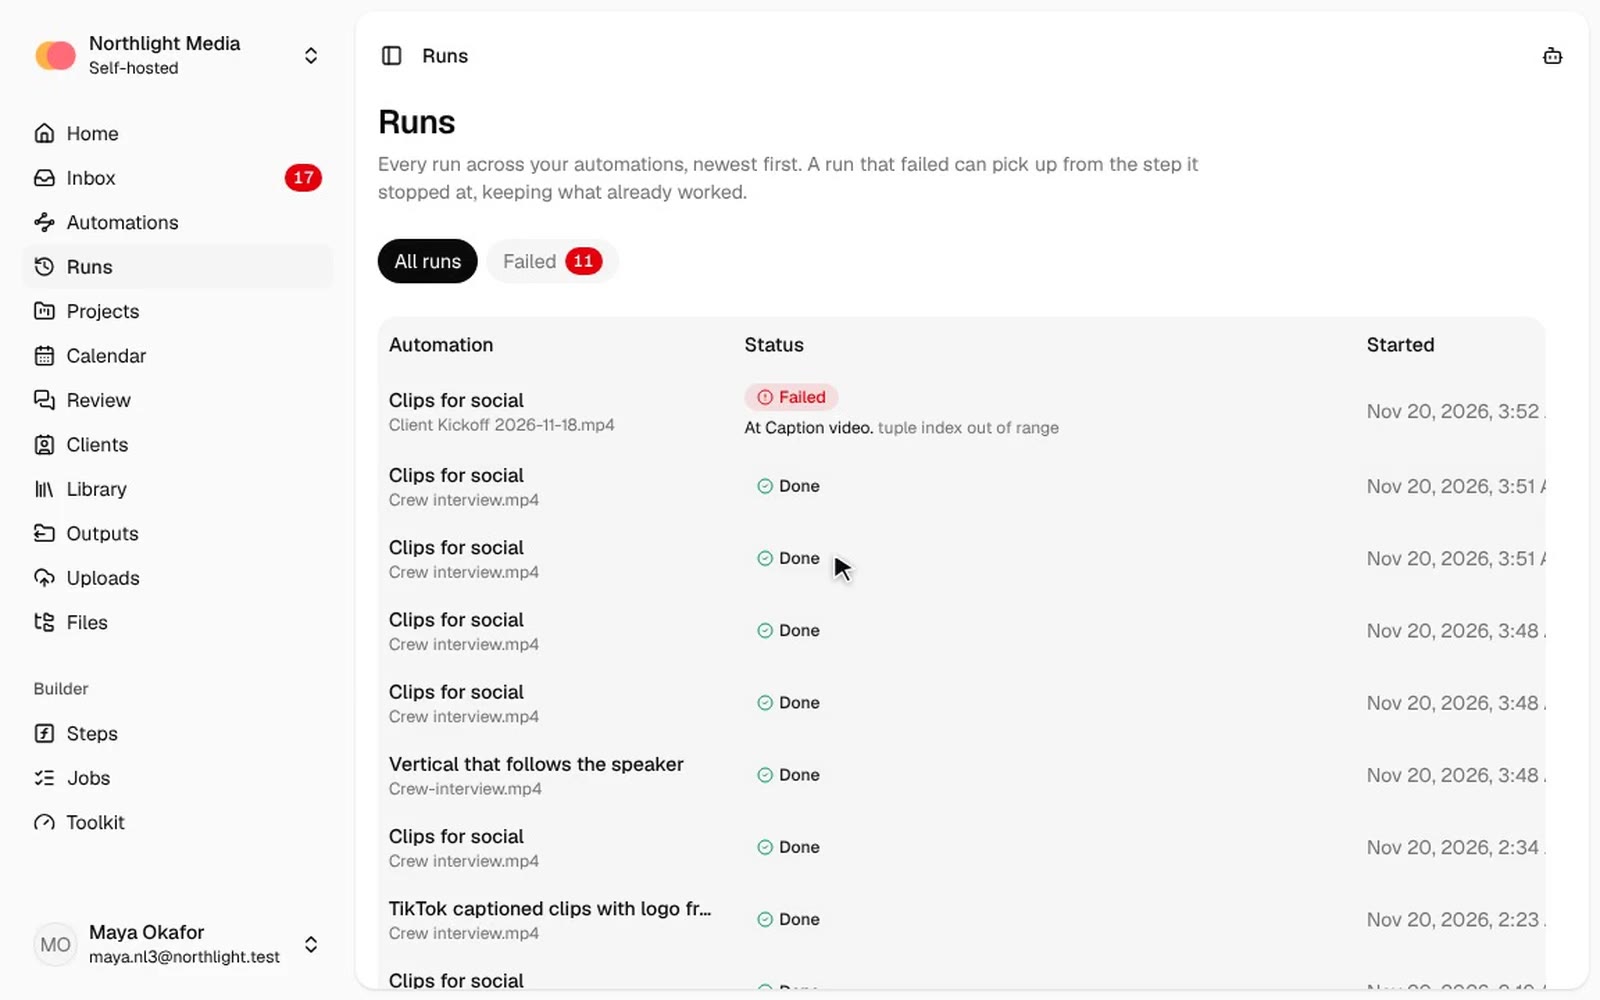 Northlight Media
Self-hosted
Home
Inbox 17
Automations
Runs
Projects
Calendar
Review
Clients
Library
Outputs
Uploads
Files
Builder
Steps
Jobs
Toolkit
MO
Maya Okafor
maya.nl3@northlight.test
Runs
Runs
Every run across your automations, newest first. A run that failed can pick up from the step it
stopped at, keeping what already worked.
All runs Failed 11
Automation Status Started
Clips for social
Client Kickoff 2026-11-18.mp4
Failed
At Caption video. tuple index out of range
Nov 20, 2026, 3:52
Clips for social
Crew interview.mp4
Done
Nov 20, 2026, 3:51
Clips for social
Crew interview.mp4
Done
Nov 20, 2026, 3:51
Clips for social
Crew interview.mp4
Done
Nov 20, 2026, 3:48
Clips for social
Crew interview.mp4
Done
Nov 20, 2026, 3:48
Vertical that follows the speaker
Crew-interview.mp4
Done
Nov 20, 2026, 3:48
Clips for social
Crew interview.mp4
Done
Nov 20, 2026, 2:34
TikTok captioned clips with logo fr...
Crew interview.mp4
Done
Nov 20, 2026, 2:23
Clips for social